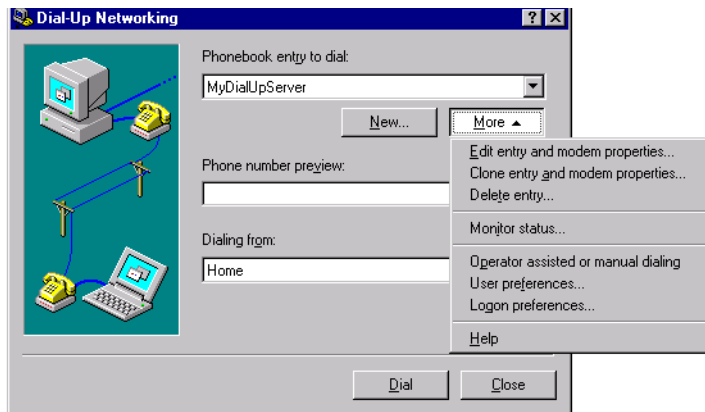 Dial-Up Networking
Phonebook entry to dial:
MyDialUpServer
New...
More
Edit entry and modem properties...
Clone entry and modem properties...
Delete entry...
Monitor status...
Operator assisted or manual dialing
User preferences...
Logon preferences...
Help
Phone number preview:
Dialing from:
Home
Dial
Close